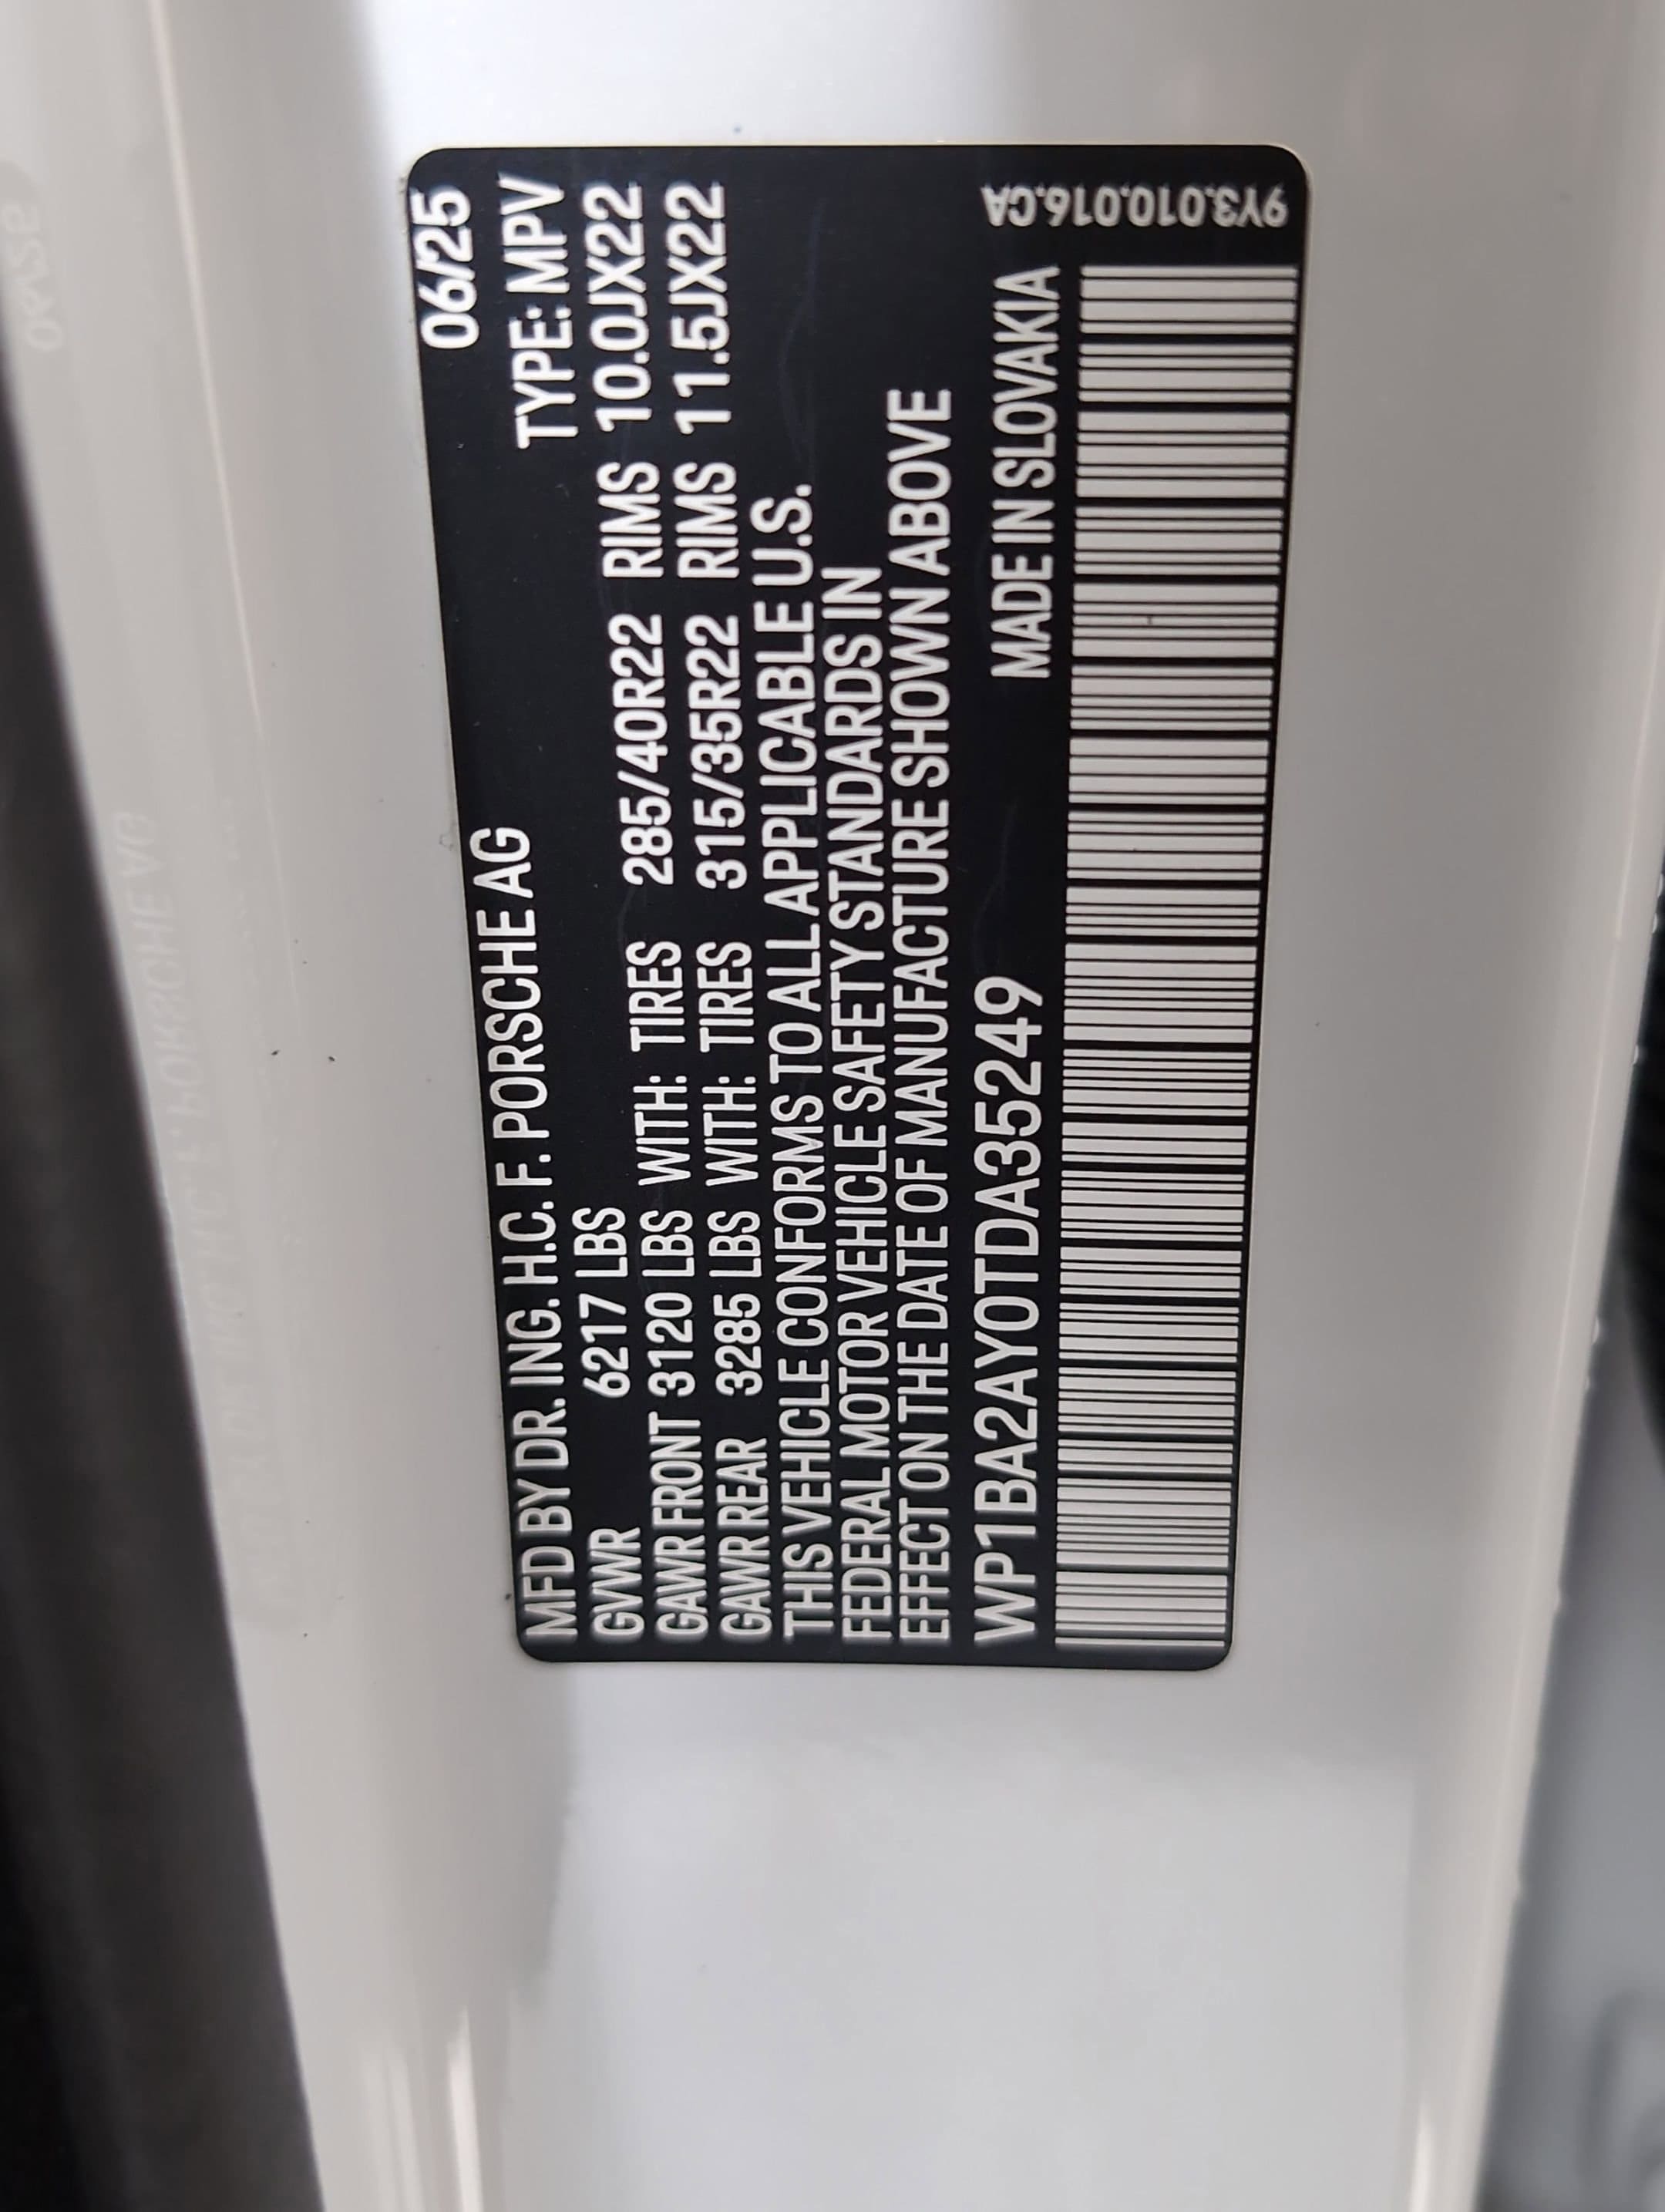 06/25
MFD BY DR. ING. H.C. F. PORSCHE AG
GVWR 6217 LBS TYPE: MPV
GAWR FRONT 3120 LBS WITH: TIRES 285/40R22 RIMS 10.0JX22
GAWR REAR 3285 LBS WITH: TIRES 315/35R22 RIMS 11.5JX22
THIS VEHICLE CONFORMS TO ALL APPLICABLE U.S.
FEDERAL MOTOR VEHICLE SAFETY STANDARDS IN
EFFECT ON THE DATE OF MANUFACTURE SHOWN ABOVE
WP1BA2AY0TDA35249 MADE IN SLOVAKIA
9Y3.010.016.CA